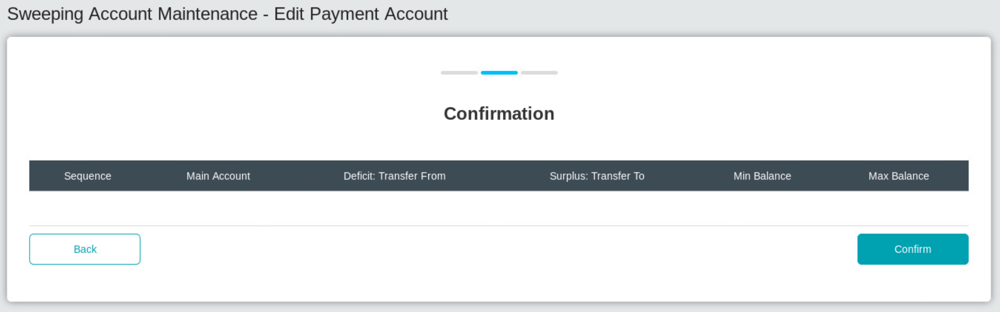 Sweeping Account Maintenance - Edit Payment Account
Confirmation
Sequence Main Account Deficit: Transfer From Surplus: Transfer To Min Balance Max Balance
Back Confirm